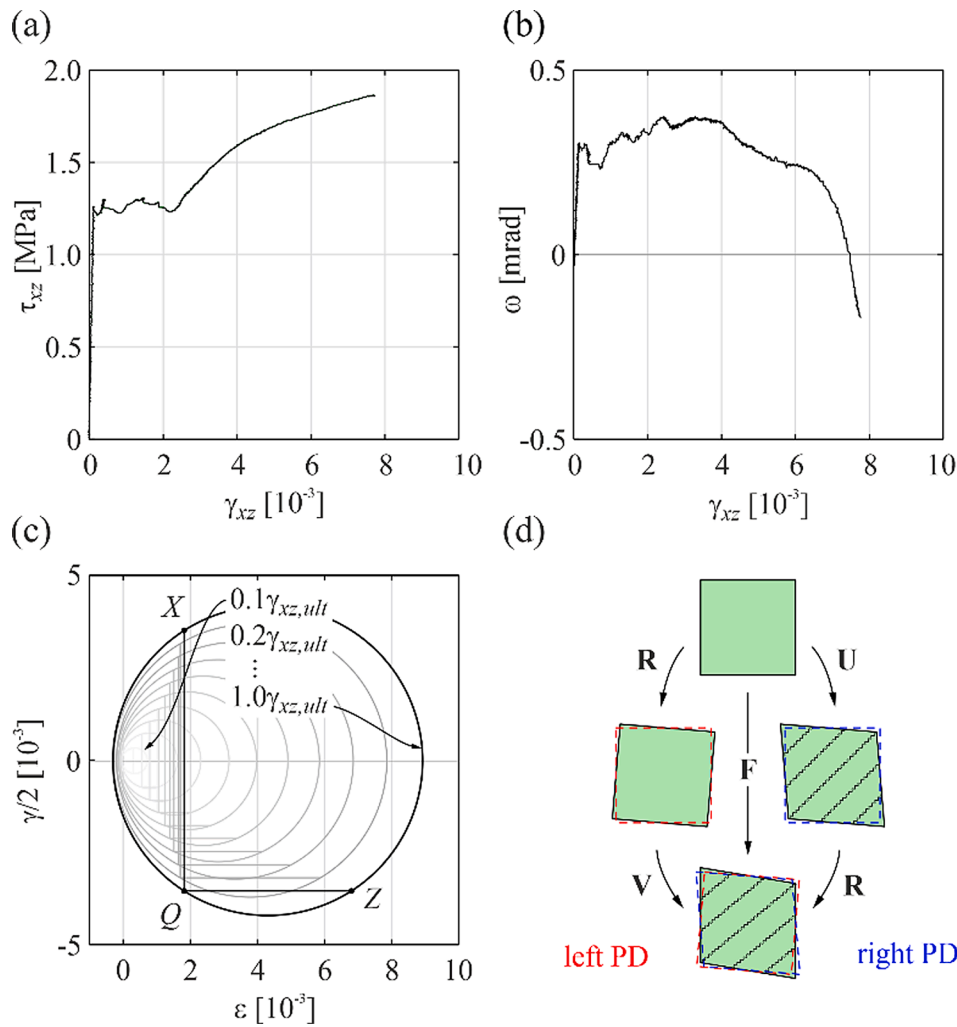 (a)
2.0
1.5
1.0
0.5
0
τxz [MPa]
0 2 4 6 8 10
γxz [10-3]
(b)
0.5
0
-0.5
ω [mrad]
0 2 4 6 8 10
γxz [10-3]
(c)
5
0
-5
γ/2 [10-3]
X
0.1γxz,ult
0.2γxz,ult
⋮
1.0γxz,ult
Q
Z
0 2 4 6 8 10
ε [10-3]
(d)
R
U
F
V
R
left PD
right PD